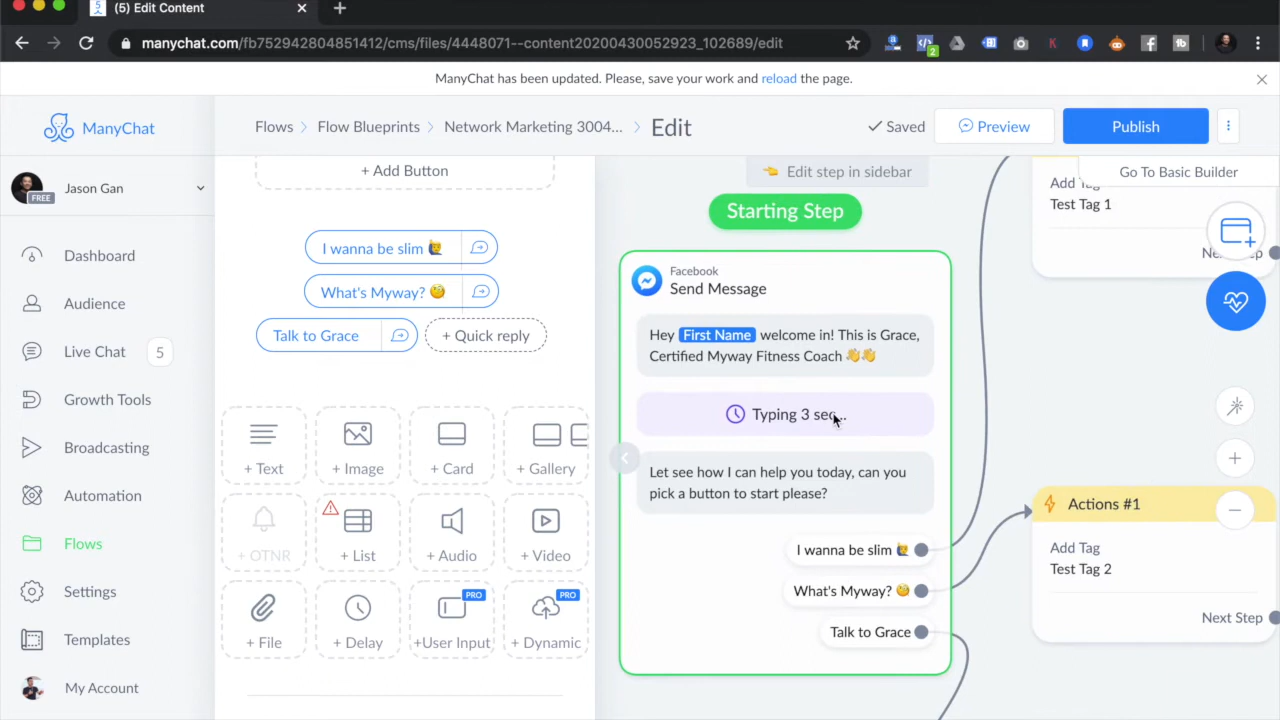 (5) Edit Content
manychat.com/fb752942804851412/cms/files/4448071--content20200430052923_102689/edit
2
ManyChat has been updated. Please, save your work and reload the page.
ManyChat
Flows
Flow Blueprints
Network Marketing 3004...
Edit
Saved
Preview
Publish
Jason Gan
FREE
Dashboard
Audience
Live Chat
5
Growth Tools
Broadcasting
Automation
Flows
Settings
Templates
My Account
+ Add Button
I wanna be slim 🙋
What's Myway? 🧐
Talk to Grace
+ Quick reply
+ Text
+ Image
+ Card
+ Gallery
+ OTNR
+ List
+ Audio
+ Video
+ File
+ Delay
PRO
+User Input
PRO
+ Dynamic
👈 Edit step in sidebar
Starting Step
Facebook
Send Message
Hey First Name welcome in! This is Grace,
Certified Myway Fitness Coach 👋👋
Typing 3 sec...
Let see how I can help you today, can you
pick a button to start please?
I wanna be slim 🙋
What's Myway? 🧐
Talk to Grace
Go To Basic Builder
Add
Test Tag 1
Actions #1
Add Tag
Test Tag 2
Next Step